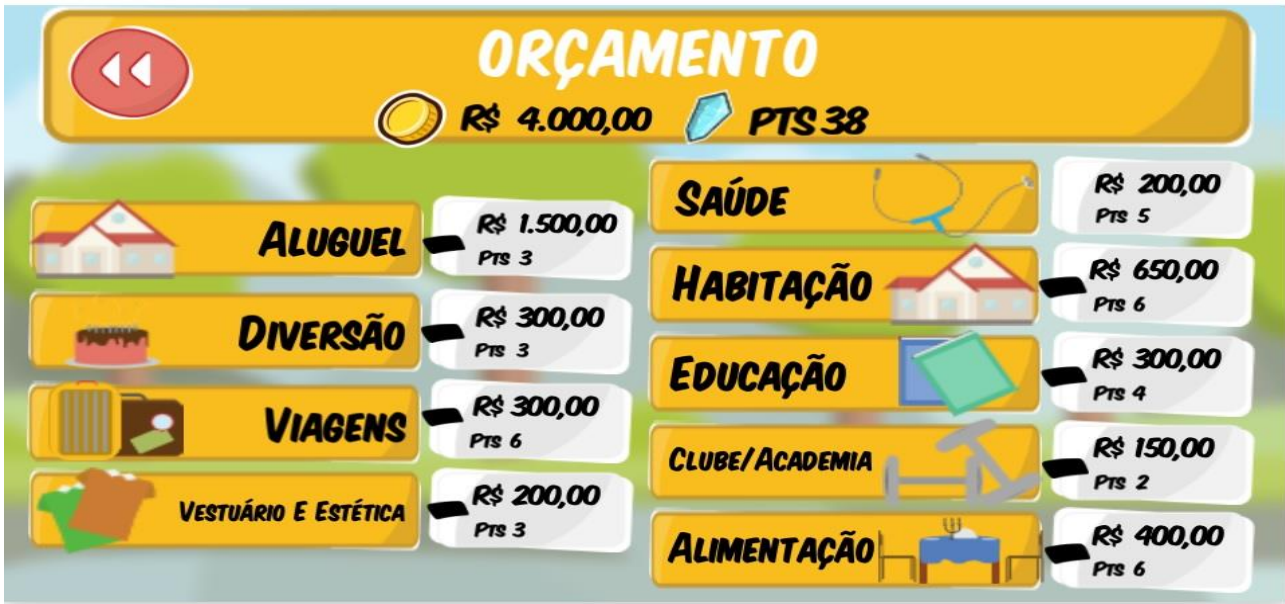 ORÇAMENTO
R$ 4.000,00 PTS 38
ALUGUEL
R$ 1.500,00
PTS 3
DIVERSÃO
R$ 300,00
PTS 3
VIAGENS
R$ 300,00
PTS 6
VESTUÁRIO E ESTÉTICA
R$ 200,00
PTS 3
SAÚDE
R$ 200,00
PTS 5
HABITAÇÃO
R$ 650,00
PTS 6
EDUCAÇÃO
R$ 300,00
PTS 4
CLUBE/ACADEMIA
R$ 150,00
PTS 2
ALIMENTAÇÃO
R$ 400,00
PTS 6